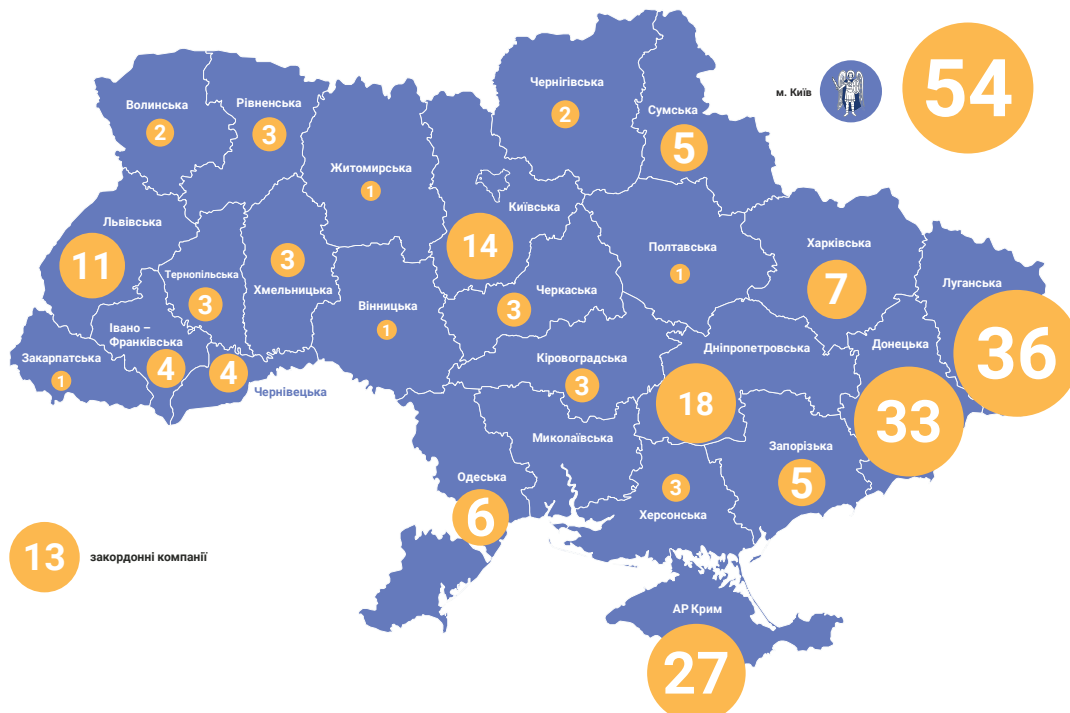 54
м. Київ
Чернігівська
2
Волинська
2
Рівненська
3
Сумська
5
Житомирська
1
Київська
14
Львівська
11
Полтавська
1
Харківська
7
Тернопільська
3
3
Хмельницька
Черкаська
3
Луганська
36
Вінницька
1
Івано –
Франківська
4
Закарпатська
1
4
Чернівецька
Кіровоградська
3
Дніпропетровська
18
Донецька
33
Миколаївська
Запорізька
5
Одеська
6
3
Херсонська
13
закордонні компанії
АР Крим
27